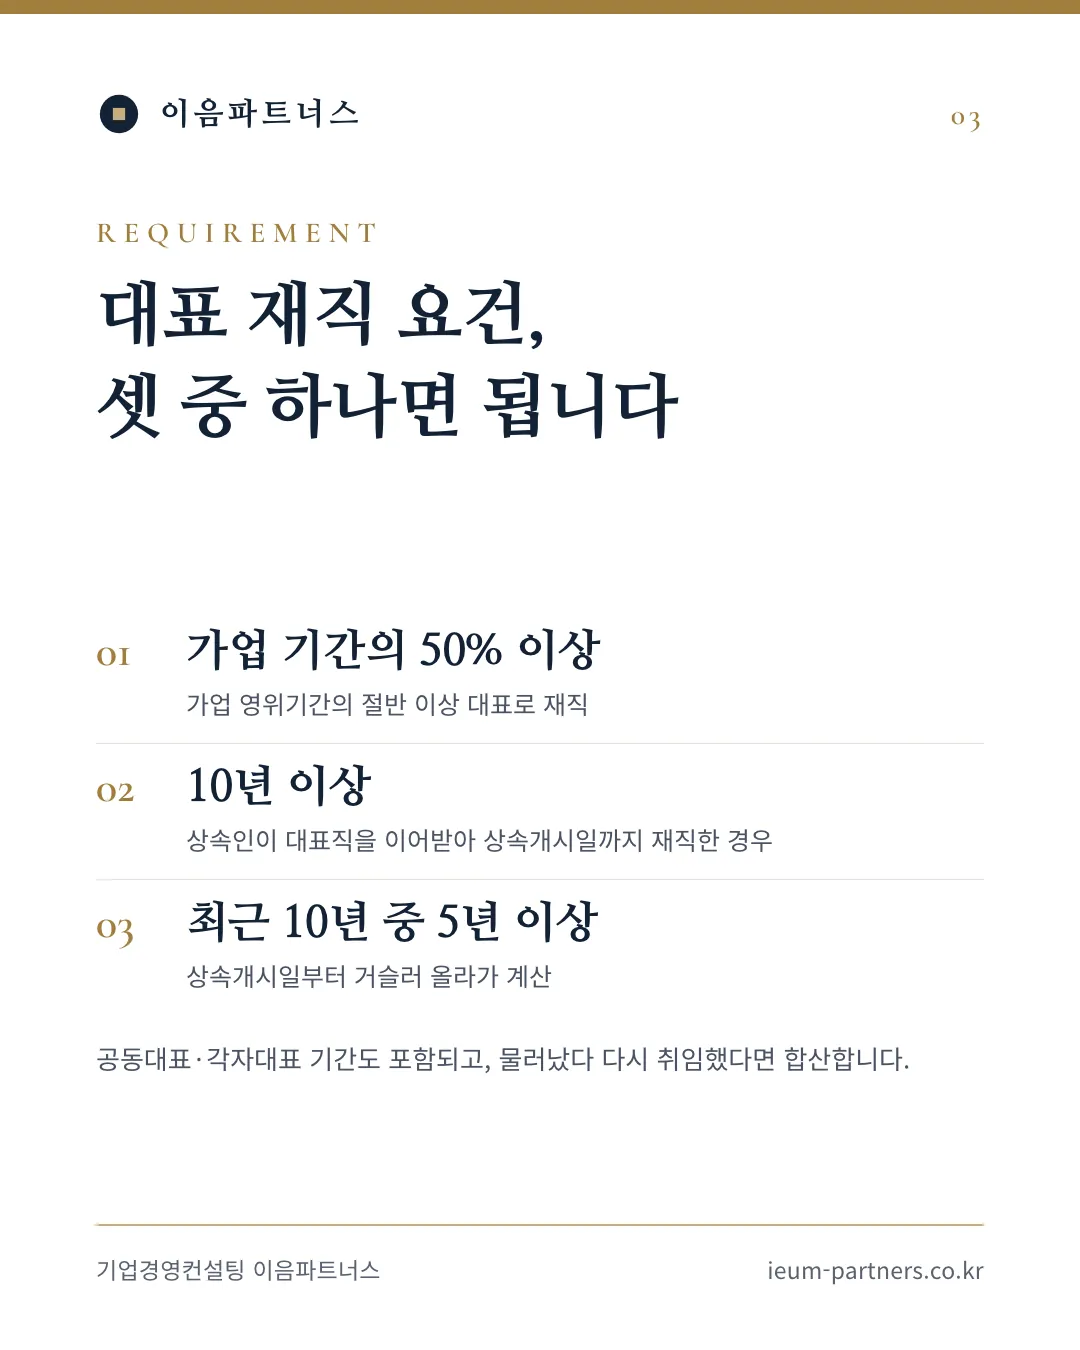 이음파트너스
03
REQUIREMENT
대표 재직 요건,
셋 중 하나면 됩니다
01
가업 기간의 50% 이상
가업 영위기간의 절반 이상 대표로 재직
02
10년 이상
상속인이 대표직을 이어받아 상속개시일까지 재직한 경우
03
최근 10년 중 5년 이상
상속개시일부터 거슬러 올라가 계산
공동대표·각자대표 기간도 포함되고, 물러났다 다시 취임했다면 합산합니다.
기업경영컨설팅 이음파트너스
ieum-partners.co.kr